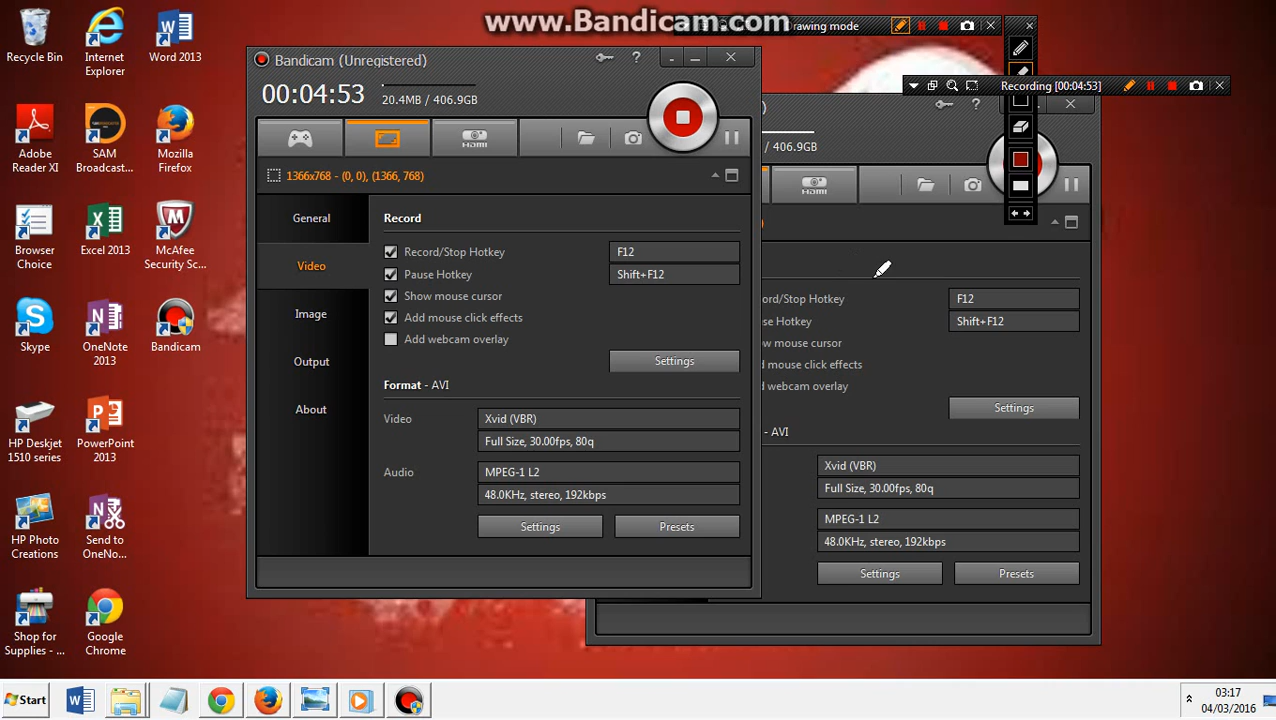 www.Bandicam.com
Drawing mode
Recycle Bin
Internet
Explorer
Word 2013
Adobe
Reader XI
SAM
Broadcast...
Mozilla
Firefox
Browser
Choice
Excel 2013
McAfee
Security Sc...
Skype
OneNote
2013
Bandicam
HP Deskjet
1510 series
PowerPoint
2013
HP Photo
Creations
Send to
OneNo...
Shop for
Supplies - ...
Google
Chrome
Bandicam (Unregistered)
?
00:04:53
20.4MB / 406.9GB
HDMI
1366x768 - (0, 0), (1366, 768)
General
Video
Image
Output
About
Record
Record/Stop Hotkey
F12
Pause Hotkey
Shift+F12
Show mouse cursor
Add mouse click effects
Add webcam overlay
Settings
Format - AVI
Video
Xvid (VBR)
Full Size, 30.00fps, 80q
Audio
MPEG-1 L2
48.0KHz, stereo, 192kbps
Settings
Presets
Recording [00:04:53]
)
?
/ 406.9GB
HDMI
)
ord/Stop Hotkey
F12
se Hotkey
Shift+F12
ow mouse cursor
d mouse click effects
d webcam overlay
Settings
- AVI
Xvid (VBR)
Full Size, 30.00fps, 80q
MPEG-1 L2
48.0KHz, stereo, 192kbps
Settings
Presets
Start
03:17
04/03/2016